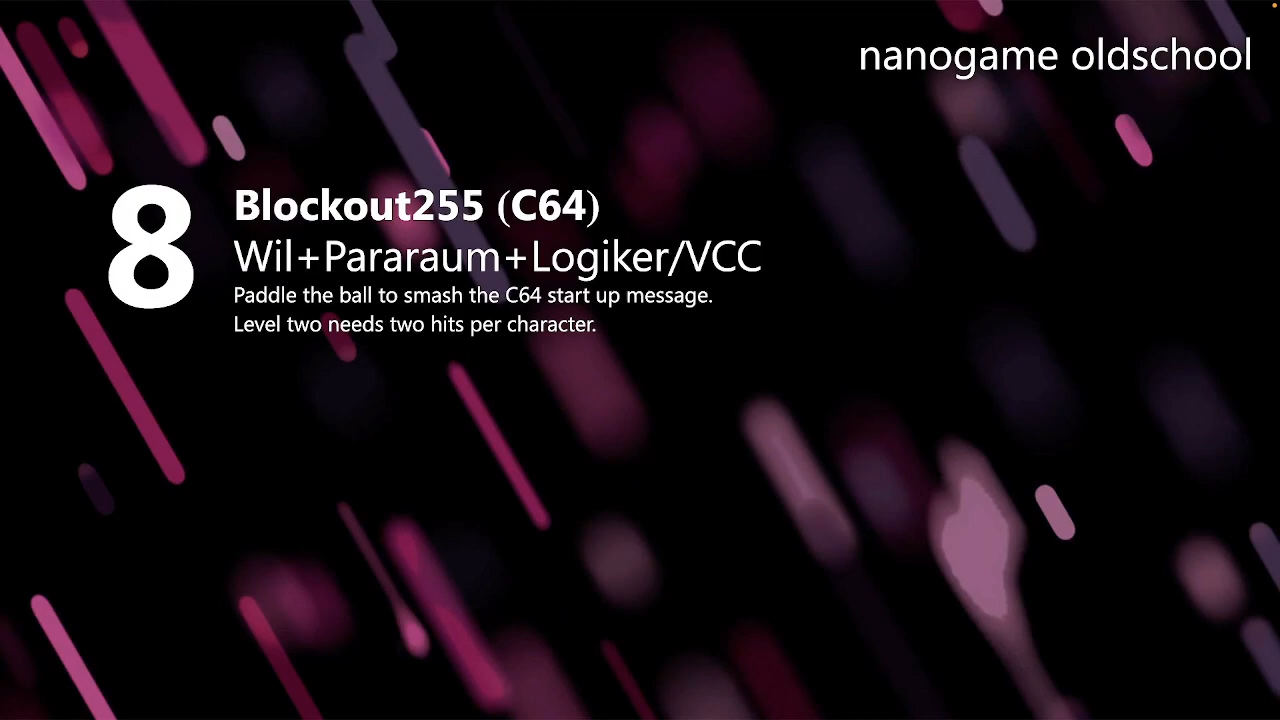 nanogame oldschool
8
Blockout255 (C64)
Wil+Pararaum+Logiker/VCC
Paddle the ball to smash the C64 start up message.
Level two needs two hits per character.